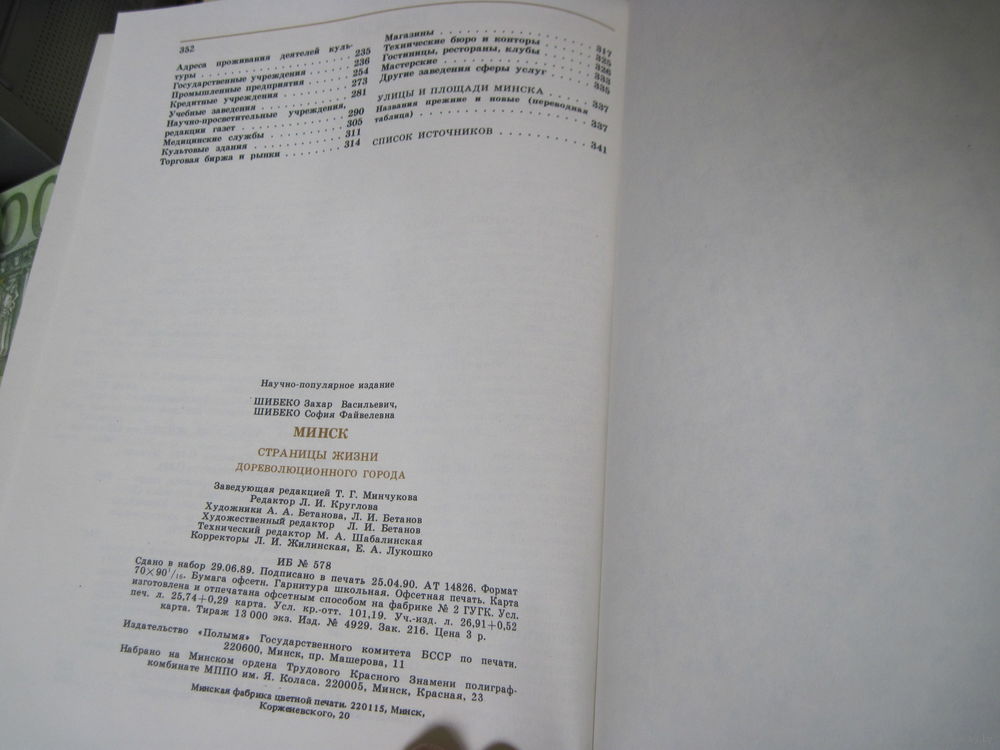 352
Адреса проживания деятелей куль-
туры . . . . . . . . . . . . . 235
Государственные учреждения . . . . 236
Промышленные предприятия . . . . 254
Кредитные учреждения . . . . . . 273
Учебные заведения . . . . . . . . 281
Научно-просветительные учреждения,
редакции газет . . . . . . . . . 290
Медицинские службы . . . . . . . 305
Культовые здания . . . . . . . . 311
Торговая биржа и рынки . . . . . . 314
Магазины . . . . . . . . . . . 317
Технические бюро и конторы . . . . 325
Гостиницы, рестораны, клубы . . . . 326
Мастерские . . . . . . . . . . 333
Другие заведения сферы услуг . . . . 335
УЛИЦЫ И ПЛОЩАДИ МИНСКА . . . . 337
Названия прежние и новые (переводная
таблица) . . . . . . . . . . . 337
СПИСОК ИСТОЧНИКОВ . . . . . . . 341
Научно-популярное издание
ШИБЕКО Захар Васильевич,
ШИБЕКО София Файвелевна
МИНСК
СТРАНИЦЫ ЖИЗНИ
ДОРЕВОЛЮЦИОННОГО ГОРОДА
Заведующая редакцией Т. Г. Минчукова
Редактор Л. И. Круглова
Художники А. А. Бетанова, Л. И. Бетанов
Художественный редактор Л. И. Бетанов
Технический редактор М. А. Шабалинская
Корректоры Л. И. Жилинская, Е. А. Лукошко
ИБ № 578
Сдано в набор 29.06.89. Подписано в печать 25.04.90. АТ 14826. Формат
70×90 1/16. Бумага офсетн. Гарнитура школьная. Офсетная печать. Карта
изготовлена и отпечатана офсетным способом на фабрике № 2 ГУГК. Усл.
печ. л. 25,74+0,29 карта. Усл. кр.-отт. 101,19. Уч.-изд. л. 26,91+0,52
карта. Тираж 13 000 экз. Изд. № 4929. Зак. 216. Цена 3 р.
Издательство «Полымя» Государственного комитета БССР по печати.
220600, Минск, пр. Машерова, 11
Набрано на Минском ордена Трудового Красного Знамени полиграф-
комбинате МППО им. Я. Коласа. 220005, Минск, Красная, 23
Минская фабрика цветной печати. 220115, Минск,
Корженевского, 20